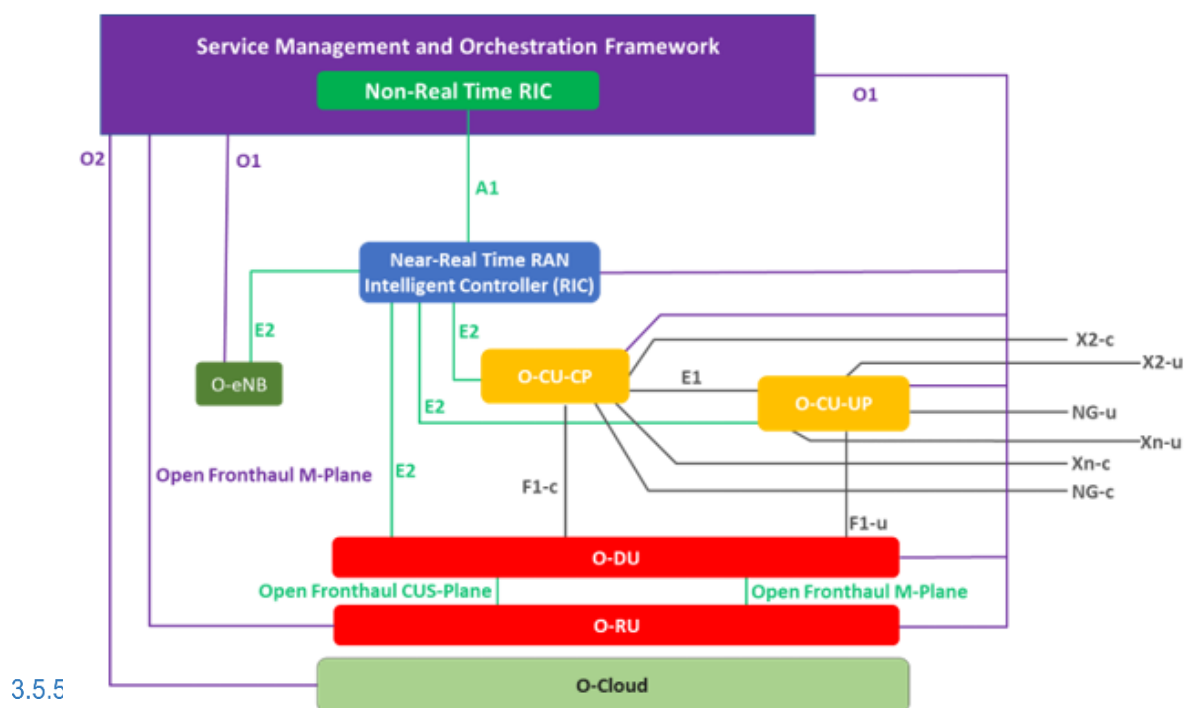 Service Management and Orchestration Framework
Non-Real Time RIC
O1
O2
O1
A1
Near-Real Time RAN
Intelligent Controller (RIC)
E2
E2
X2-c
X2-u
O-CU-CP
E1
O-eNB
O-CU-UP
E2
NG-u
Xn-u
Open Fronthaul M-Plane
E2
Xn-c
F1-c
NG-c
F1-u
O-DU
Open Fronthaul CUS-Plane
Open Fronthaul M-Plane
O-RU
O-Cloud
3.5.5